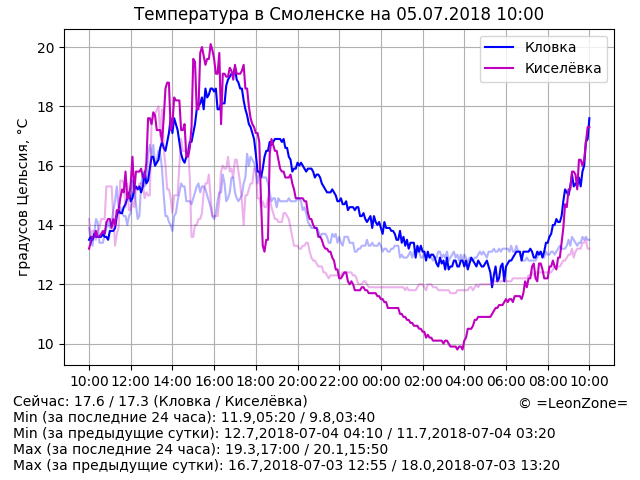 Температура в Смоленске на 05.07.2018 10:00
градусов Цельсия, °C
20
18
16
14
12
10
Кловка
Киселёвка
10:00 12:00 14:00 16:00 18:00 20:00 22:00 00:00 02:00 04:00 06:00 08:00 10:00
Сейчас: 17.6 / 17.3 (Кловка / Киселёвка)
© =LeonZone=
Min (за последние 24 часа): 11.9,05:20 / 9.8,03:40
Min (за предыдущие сутки): 12.7,2018-07-04 04:10 / 11.7,2018-07-04 03:20
Max (за последние 24 часа): 19.3,17:00 / 20.1,15:50
Max (за предыдущие сутки): 16.7,2018-07-03 12:55 / 18.0,2018-07-03 13:20